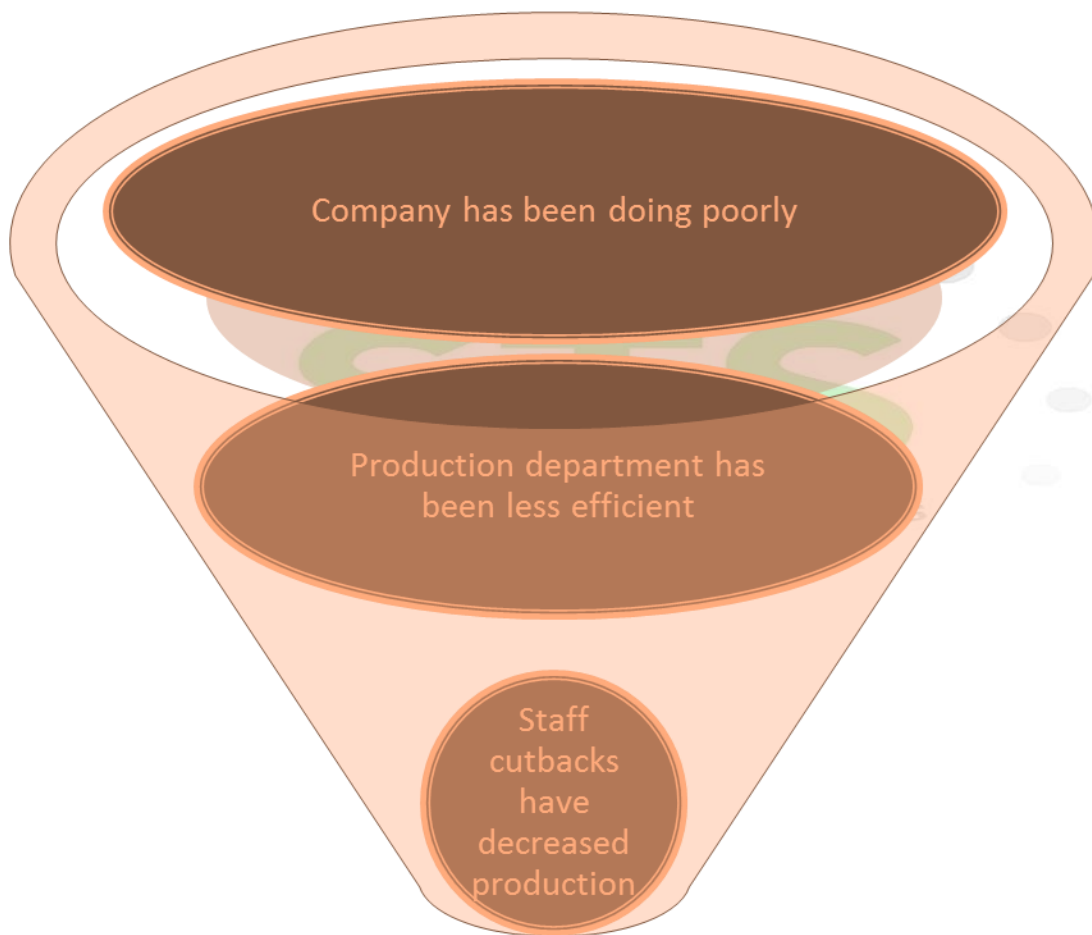 Company has been doing poorly
Production department has
been less efficient
Staff
cutbacks
have
decreased
production